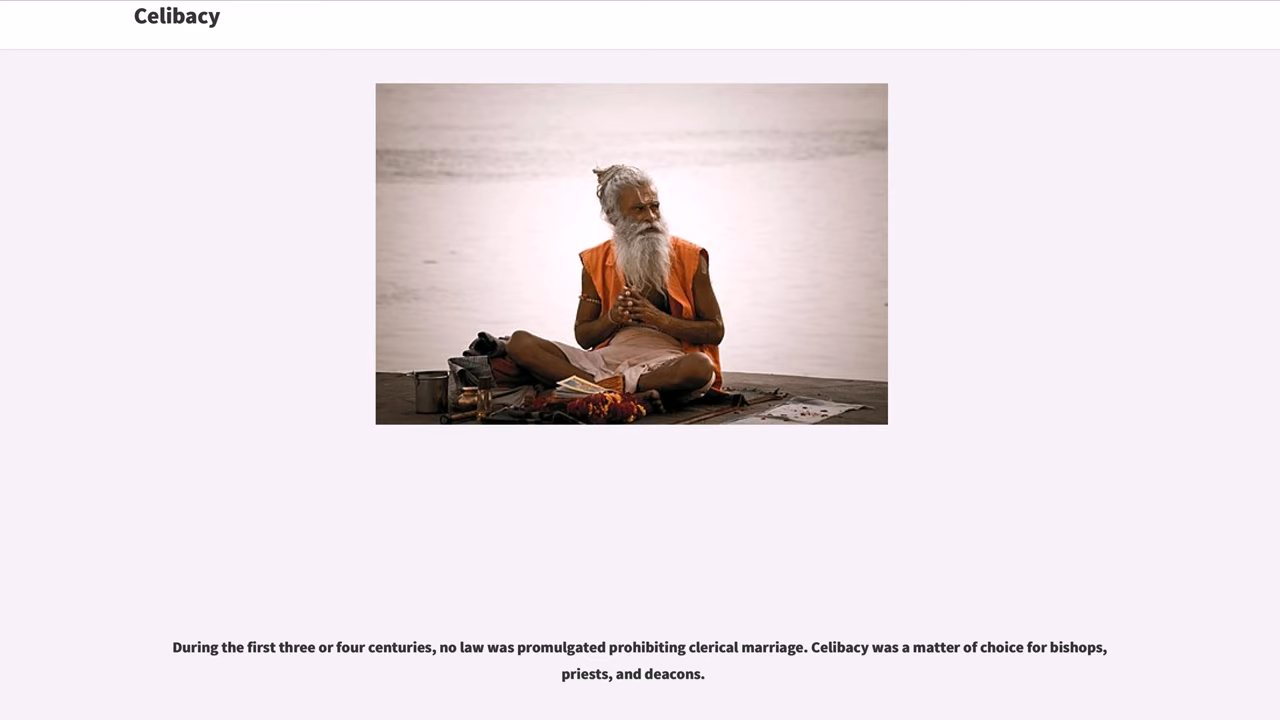 Celibacy
During the first three or four centuries, no law was promulgated prohibiting clerical marriage. Celibacy was a matter of choice for bishops,
priests, and deacons.